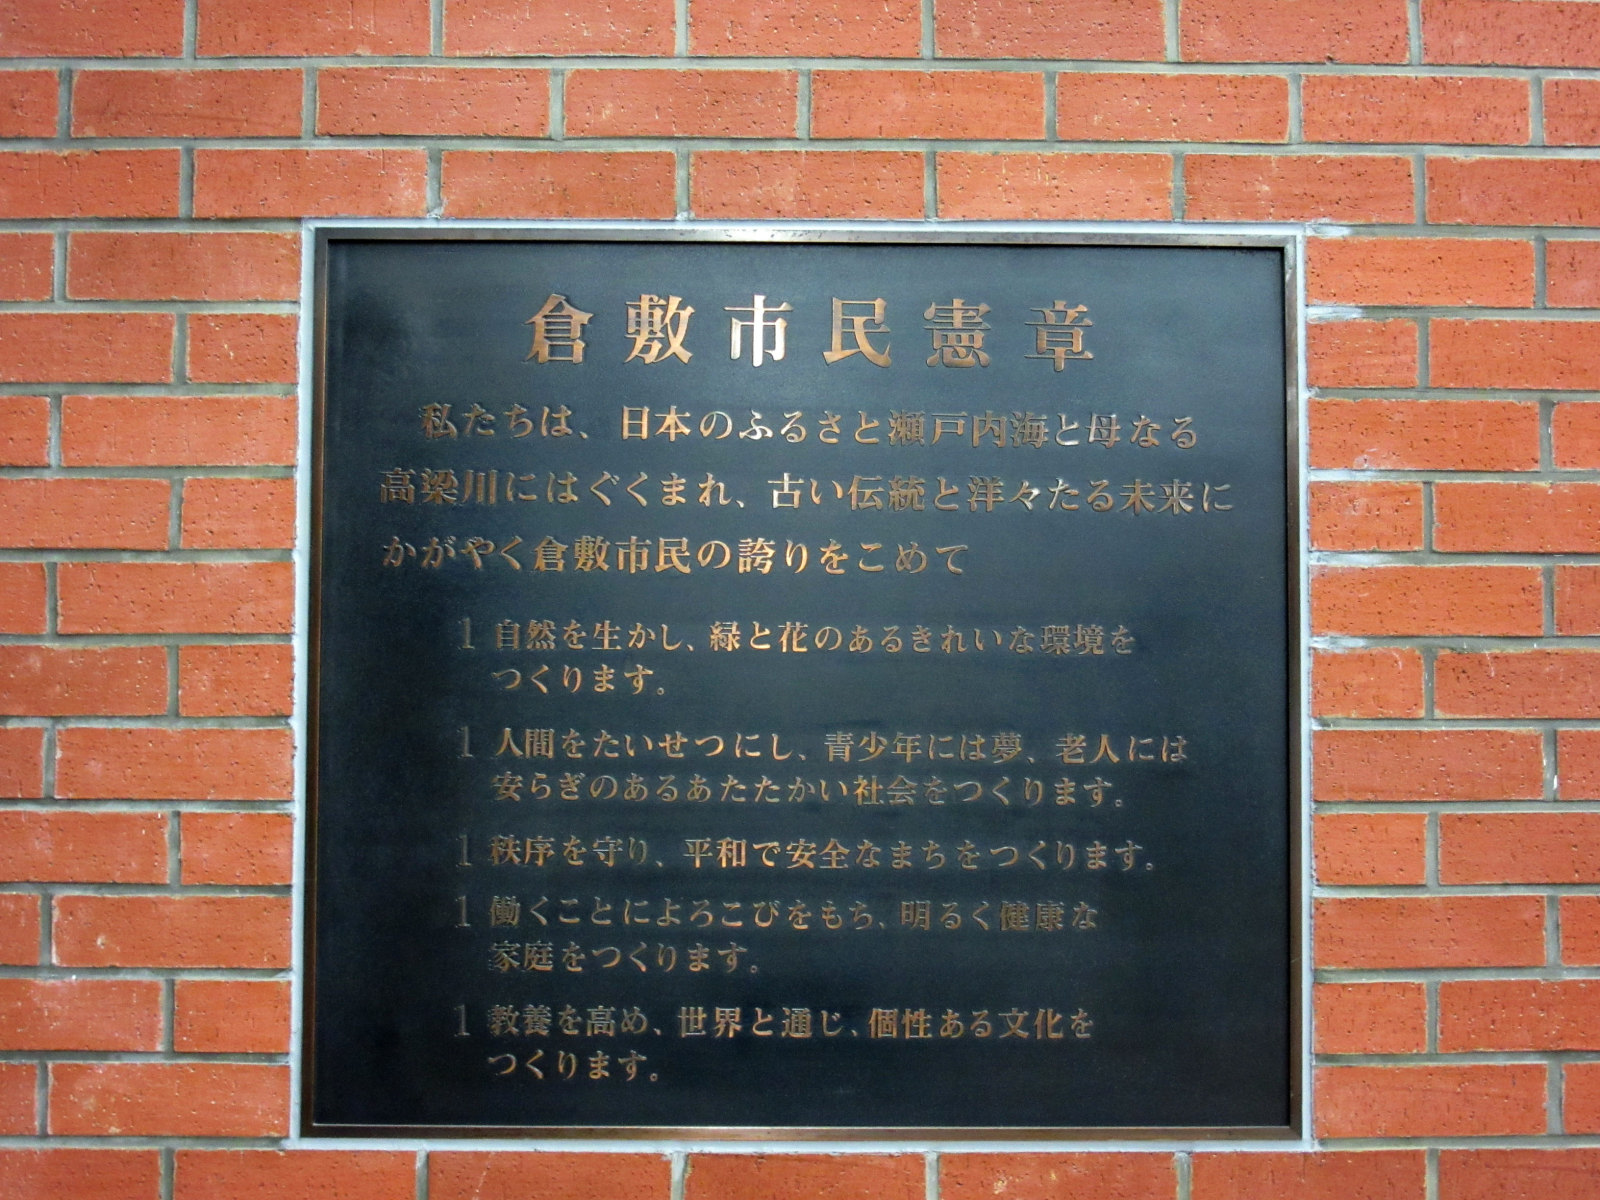 倉敷市民憲章
私たちは、日本のふるさと瀬戸内海と母なる
高梁川にはぐくまれ、古い伝統と洋々たる未来に
かがやく倉敷市民の誇りをこめて
1 自然を生かし、緑と花のあるきれいな環境を
つくります。
1 人間をたいせつにし、青少年には夢、老人には
安らぎのあるあたたかい社会をつくります。
1 秩序を守り、平和で安全なまちをつくります。
1 働くことによろこびをもち、明るく健康な
家庭をつくります。
1 教養を高め、世界と通じ、個性ある文化を
つくります。